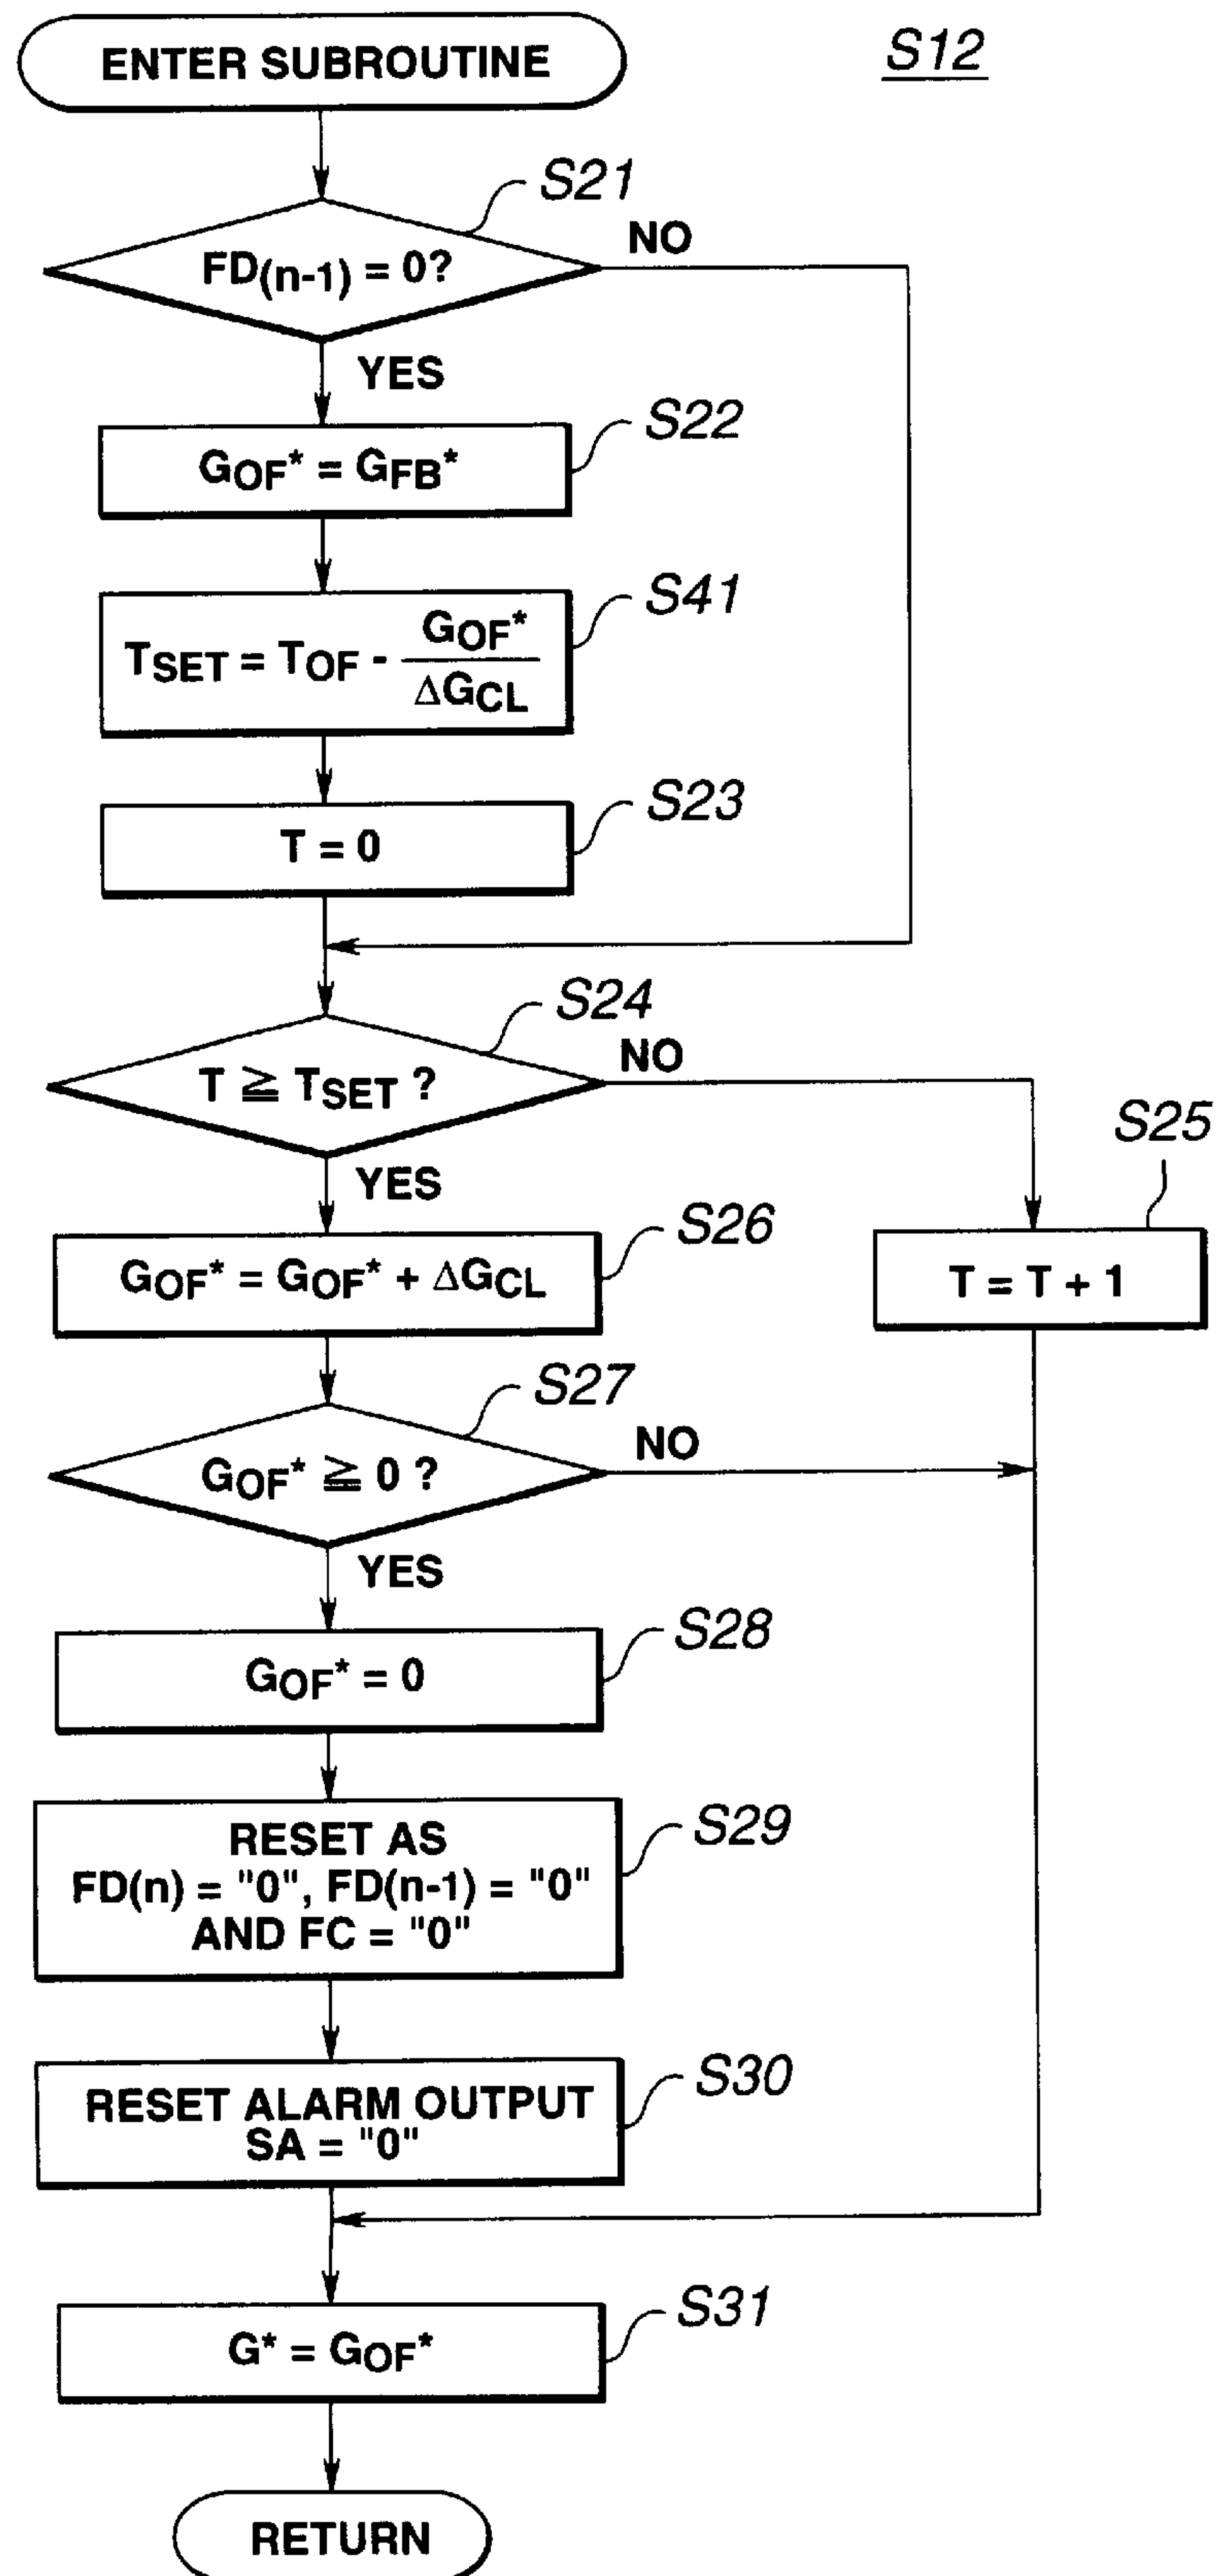 ENTER SUBROUTINE
S12
S21
FD(n-1) = 0?
NO
YES
S22
GOF* = GFB*
S41
TSET = TOF - GOF* / ΔGCL
S23
T = 0
S24
T ≧ TSET ?
NO
YES
S25
T = T + 1
S26
GOF* = GOF* + ΔGCL
S27
GOF* ≧ 0 ?
NO
YES
S28
GOF* = 0
S29
RESET AS
FD(n) = "0", FD(n-1) = "0"
AND FC = "0"
S30
RESET ALARM OUTPUT
SA = "0"
S31
G* = GOF*
RETURN